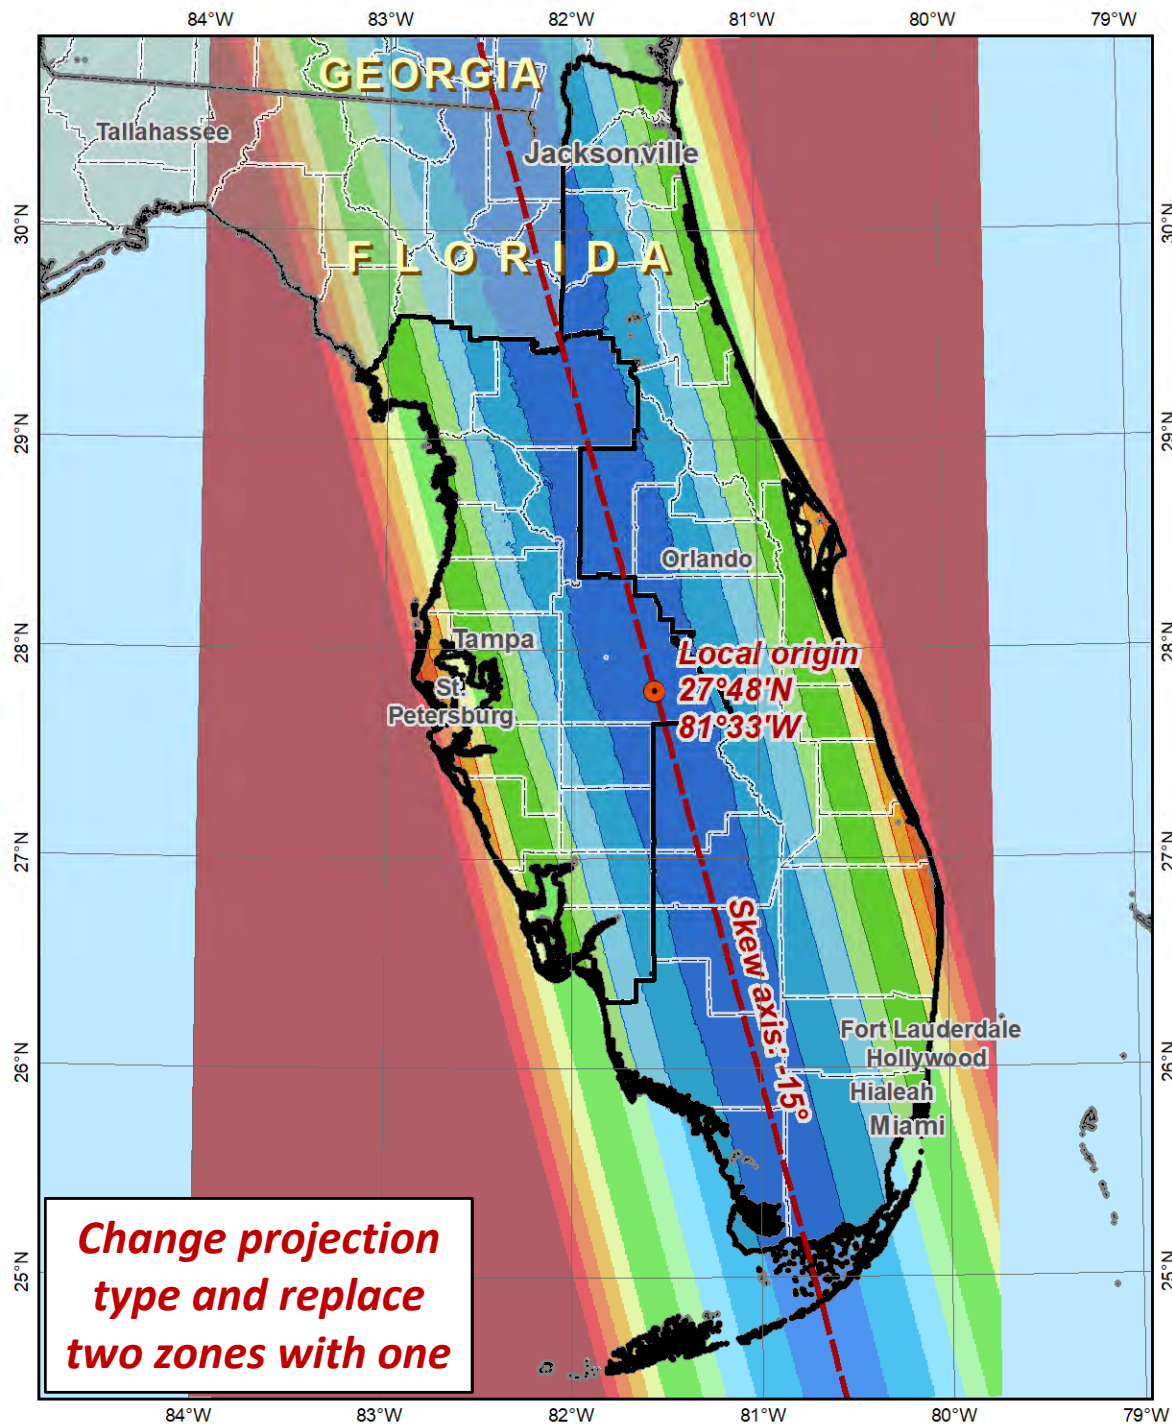 84°W
83°W
82°W
81°W
80°W
79°W
GEORGIA
Tallahassee
Jacksonville
30°N
30°N
FLORIDA
29°N
29°N
Orlando
28°N
28°N
Tampa
Local origin
27°48'N
81°33'W
St.
Petersburg
27°N
27°N
Skew axis: -15°
Fort Lauderdale
Hollywood
26°N
26°N
Hialeah
Miami
Change projection
type and replace
two zones with one
25°N
25°N
84°W
83°W
82°W
81°W
80°W
79°W